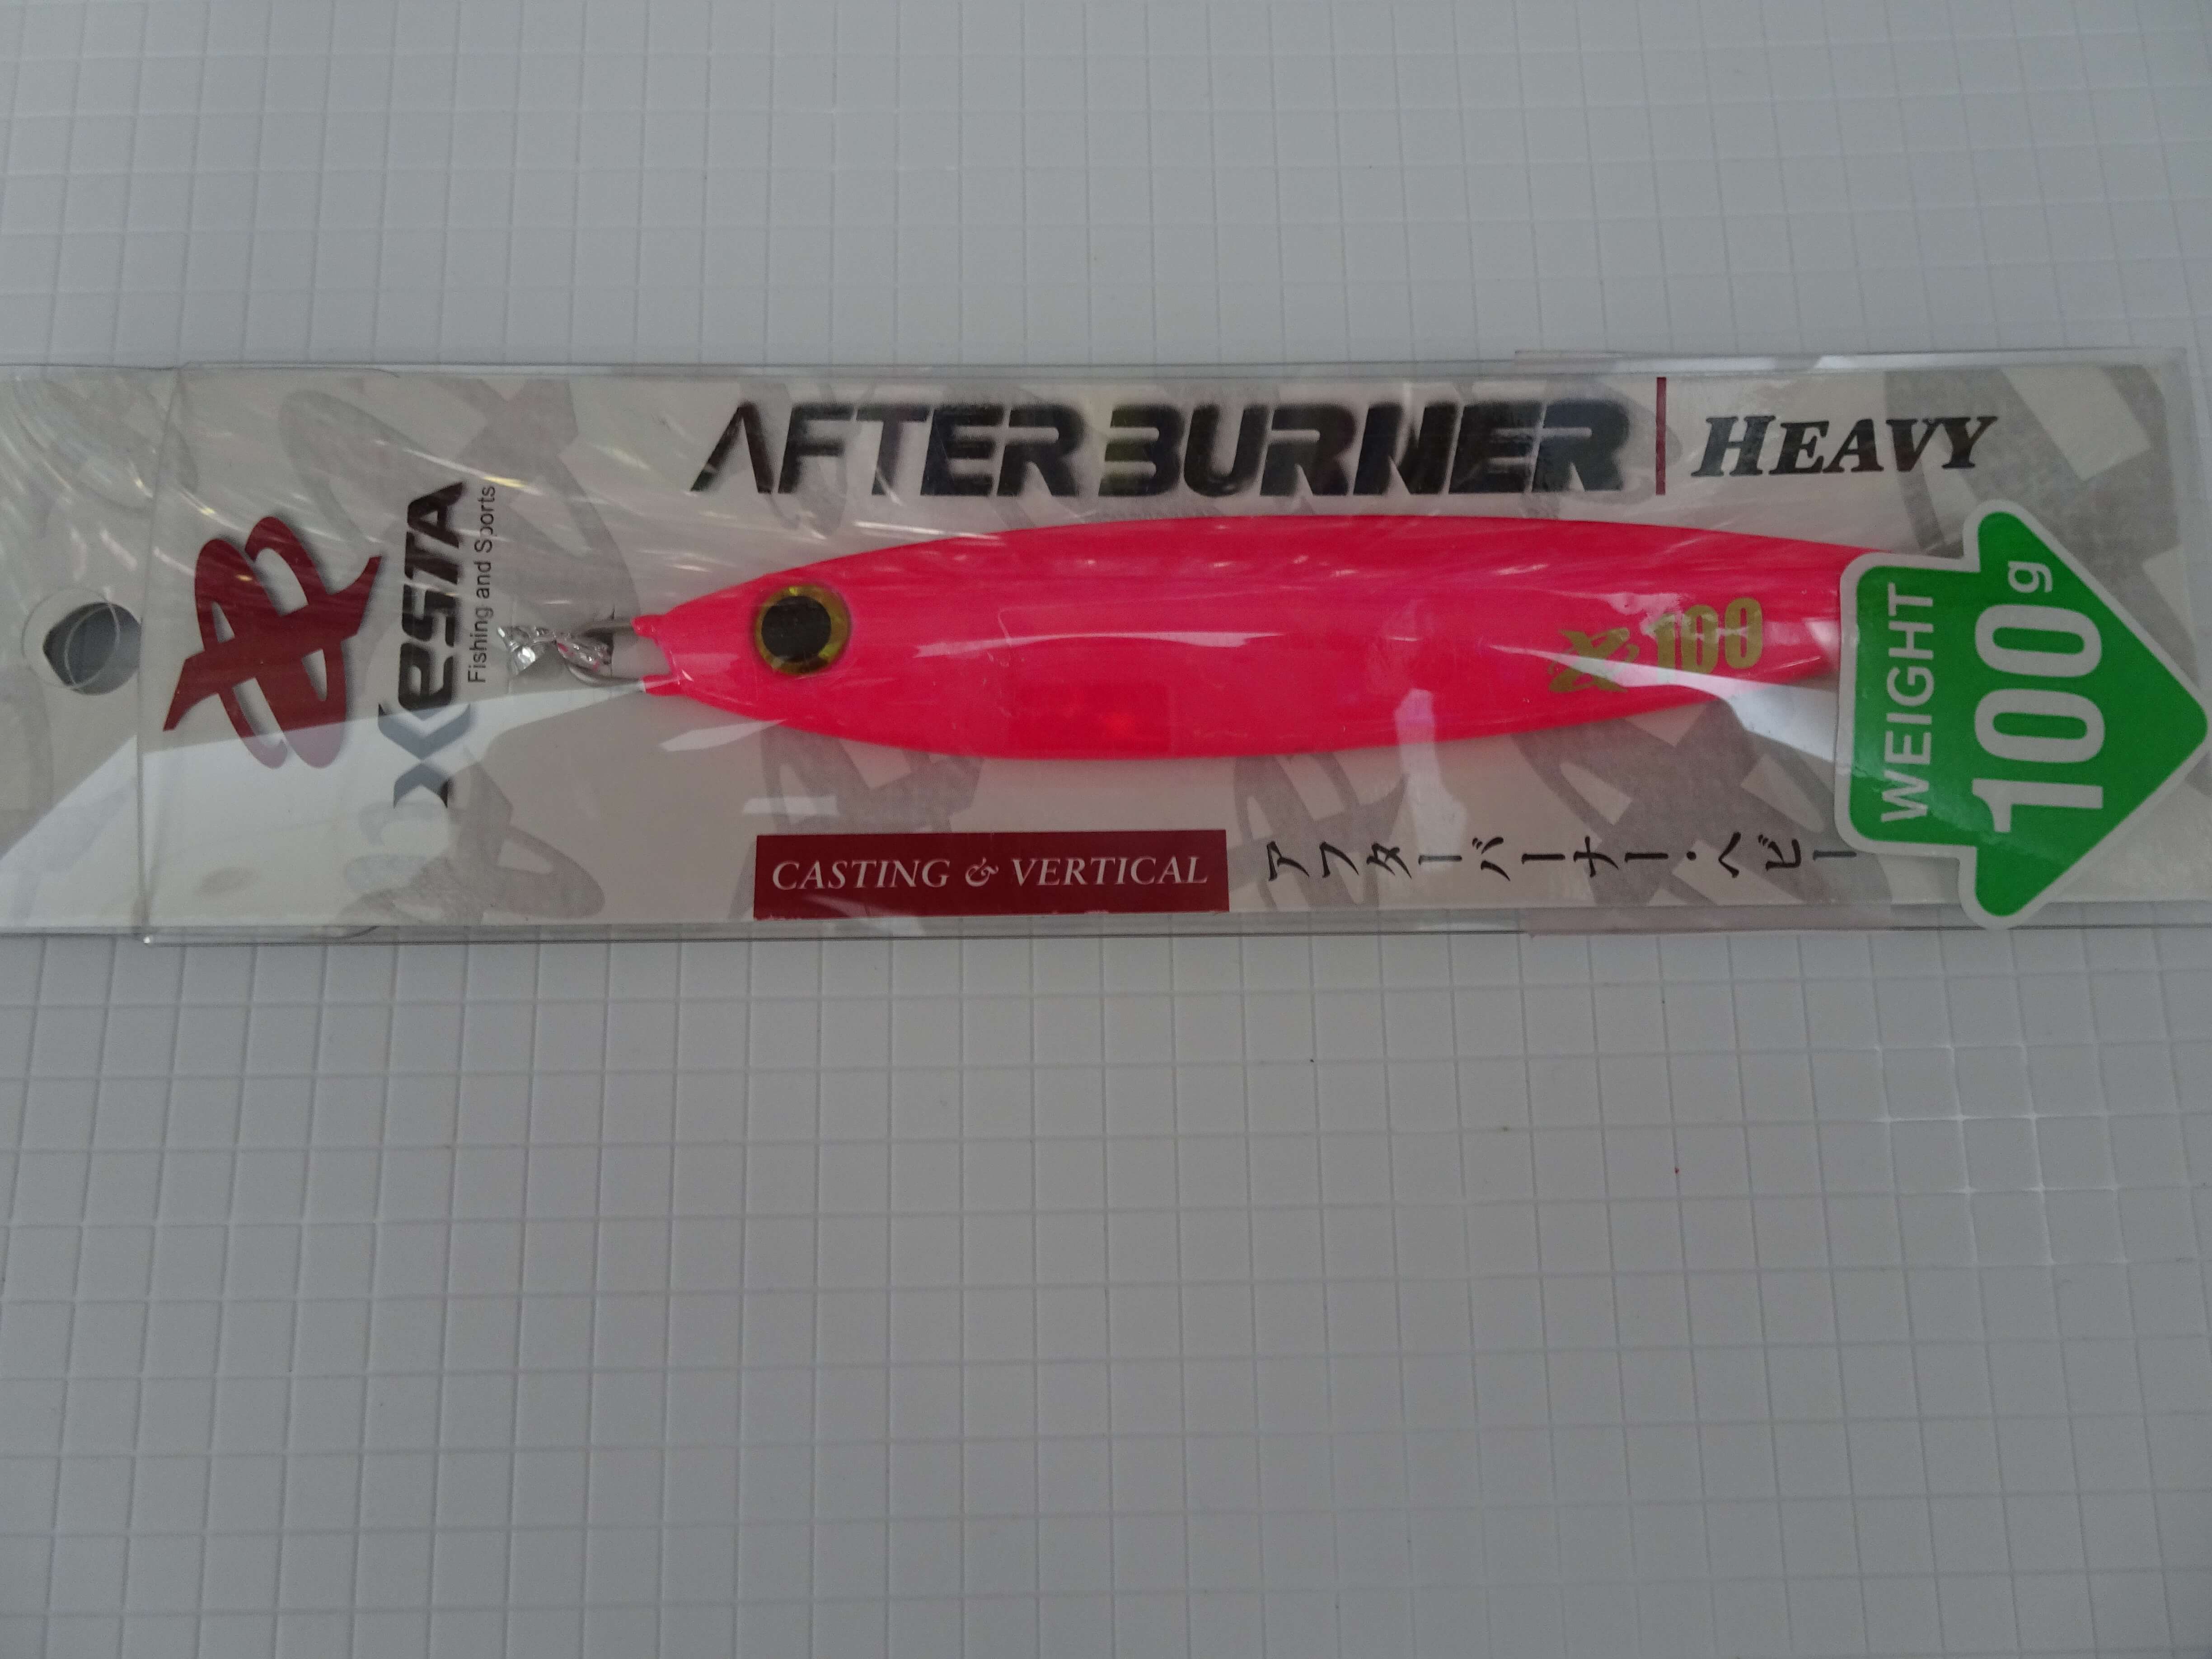 AFTER BURNER
HEAVY
XESTA
Fishing and Sports
X 100
WEIGHT
100g
CASTING & VERTICAL
アフターバーナー・ヘビー